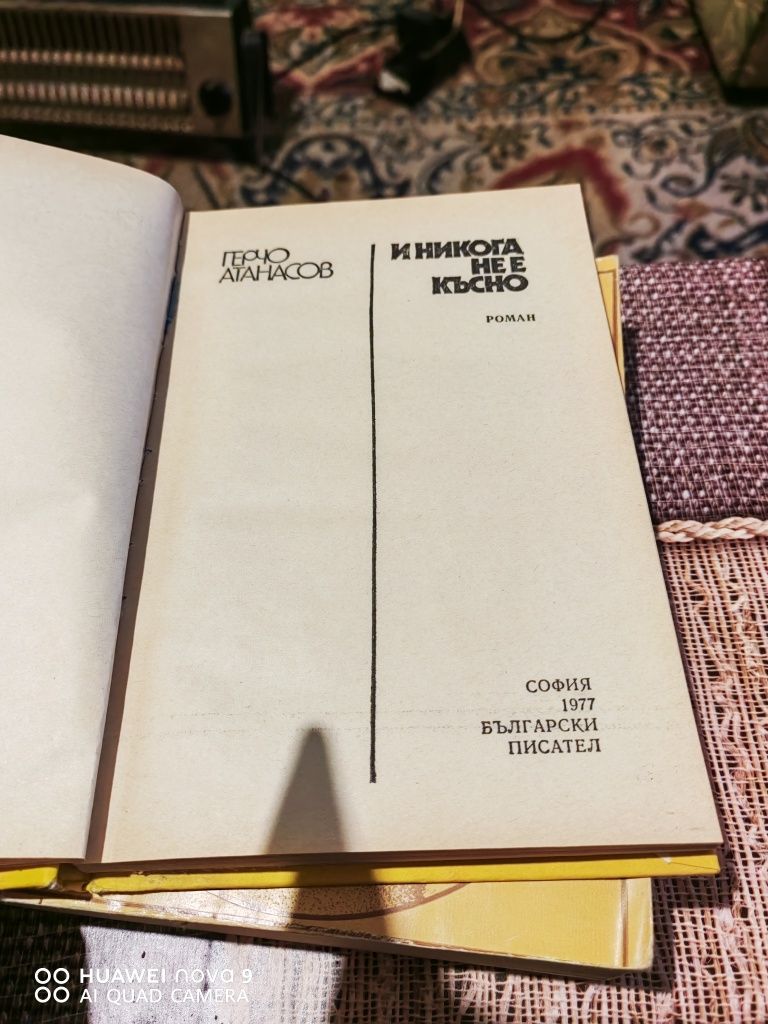 ГЕРЧО
АТАНАСОВ
И НИКОГА
НЕ Е
КЪСНО
РОМАН
СОФИЯ
1977
БЪЛГАРСКИ
ПИСАТЕЛ
HUAWEI nova 9
AI QUAD CAMERA